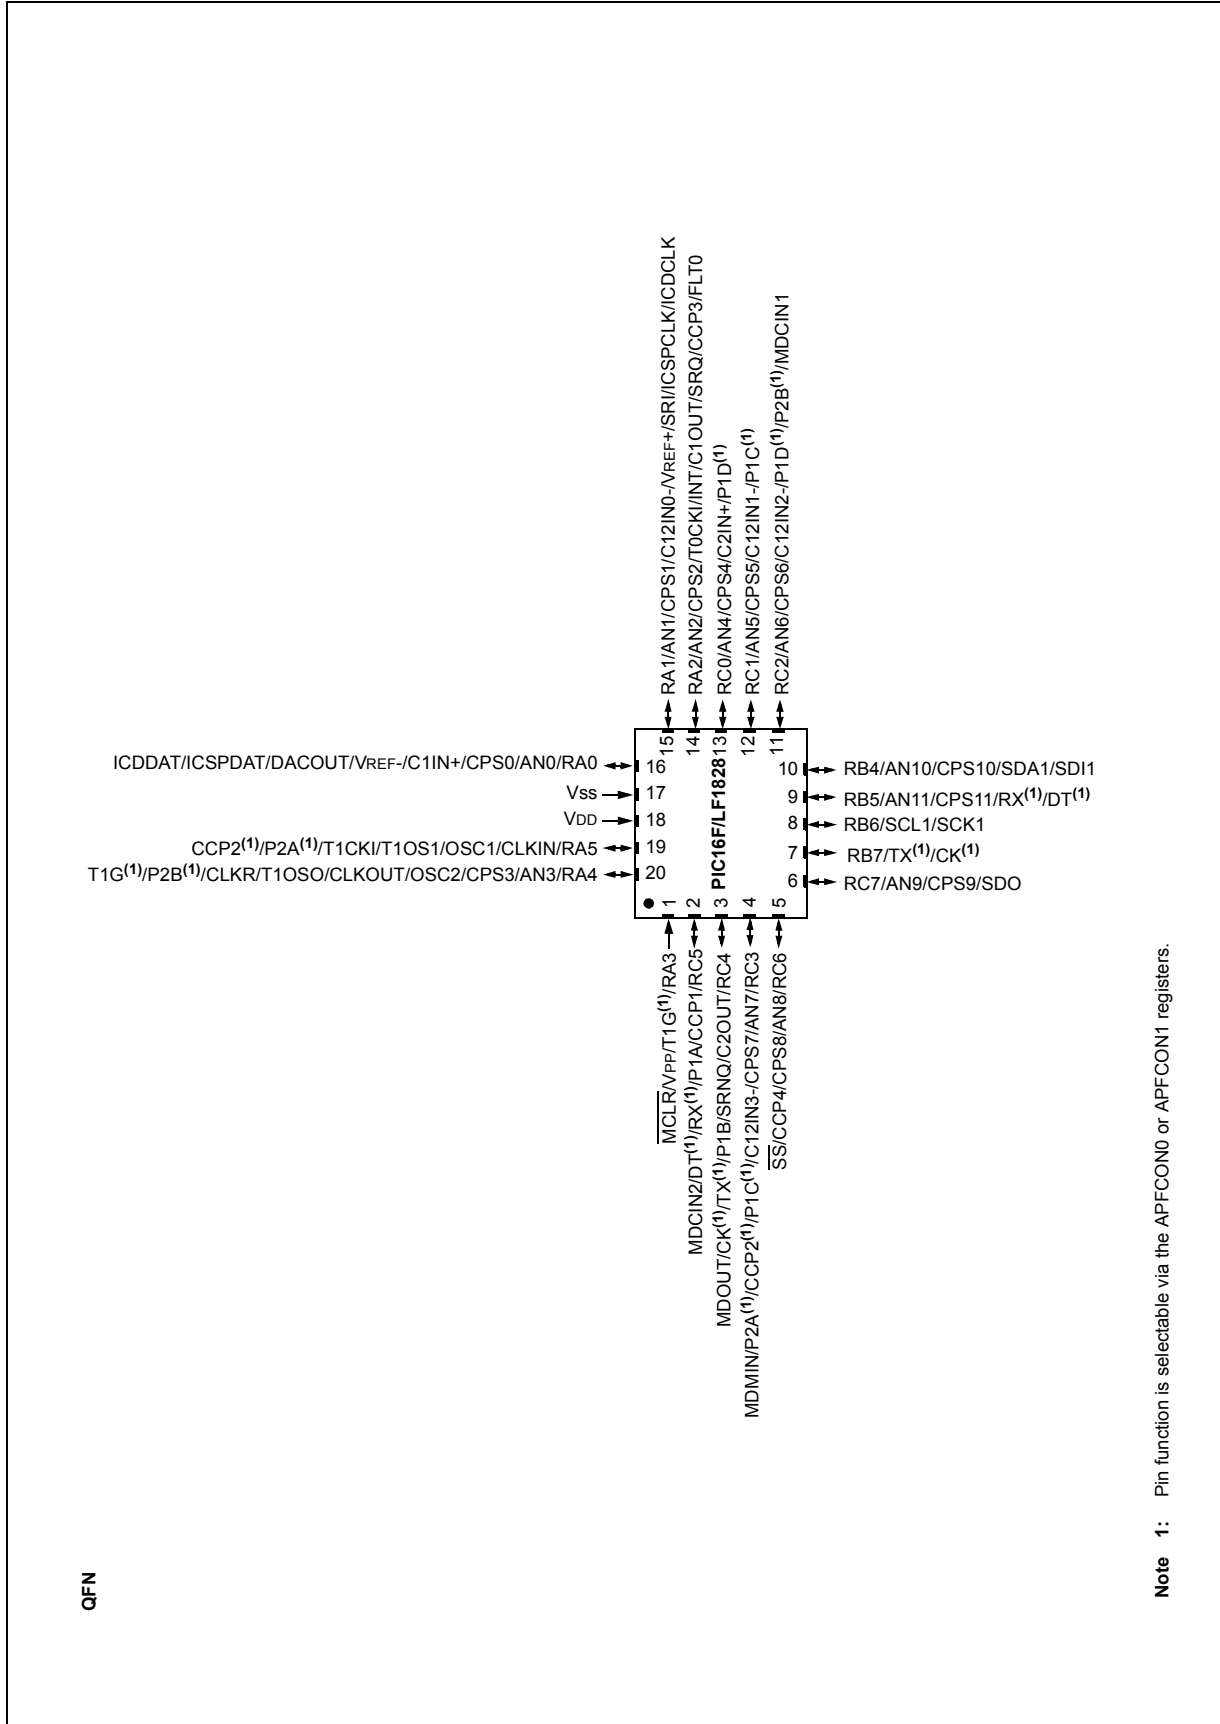 QFN
RA1/AN1/CPS1/C12IN0-/VREF+/SRI/ICSPCLK/ICDCLK
RA2/AN2/CPS2/T0CKI/INT/C1OUT/SRQ/CCP3/FLT0
RC0/AN4/CPS4/C2IN+/P1D(1)
RC1/AN5/CPS5/C12IN1-/P1C(1)
RC2/AN6/CPS6/C12IN2-/P1D(1)/P2B(1)/MDCIN1
15
14
13
12
11
ICDDAT/ICSPDAT/DACOUT/VREF-/C1IN+/CPS0/AN0/RA0 16
VSS 17
VDD 18
CCP2(1)/P2A(1)/T1CKI/T1OS1/OSC1/CLKIN/RA5 19
T1G(1)/P2B(1)/CLKR/T1OSO/CLKOUT/OSC2/CPS3/AN3/RA4 20
PIC16F/LF1828
10 RB4/AN10/CPS10/SDA1/SDI1
9 RB5/AN11/CPS11/RX(1)/DT(1)
8 RB6/SCL1/SCK1
7 RB7/TX(1)/CK(1)
6 RC7/AN9/CPS9/SDO
1
2
3
4
5
MCLR/VPP/T1G(1)/RA3
MDCIN2/DT(1)/RX(1)/P1A/CCP1/RC5
MDOUT/CK(1)/TX(1)/P1B/SRNQ/C2OUT/RC4
MDMIN/P2A(1)/CCP2(1)/P1C(1)/C12IN3-/CPS7/AN7/RC3
SS/CCP4/CPS8/AN8/RC6
Note 1: Pin function is selectable via the APFCON0 or APFCON1 registers.